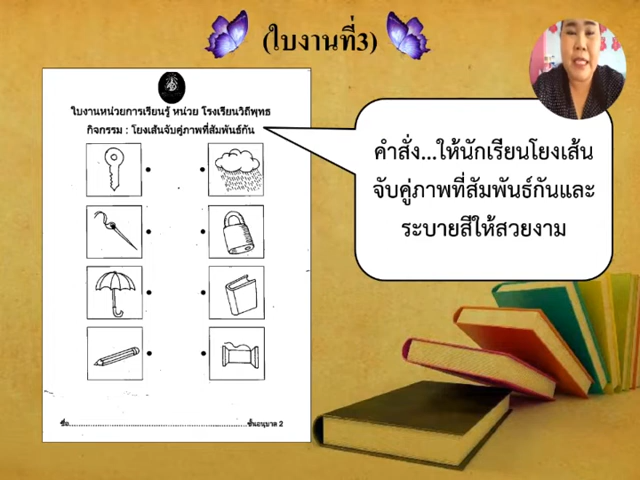 (ใบงานที่3)
ใบงานหน่วยการเรียนรู้ หน่วย โรงเรียนวิถีพุทธ
กิจกรรม : โยงเส้นจับคู่ภาพที่สัมพันธ์กัน
คำสั่ง...ให้นักเรียนโยงเส้น
จับคู่ภาพที่สัมพันธ์กันและ
ระบายสีให้สวยงาม
ชื่อ.............................................................ชั้นอนุบาล 2